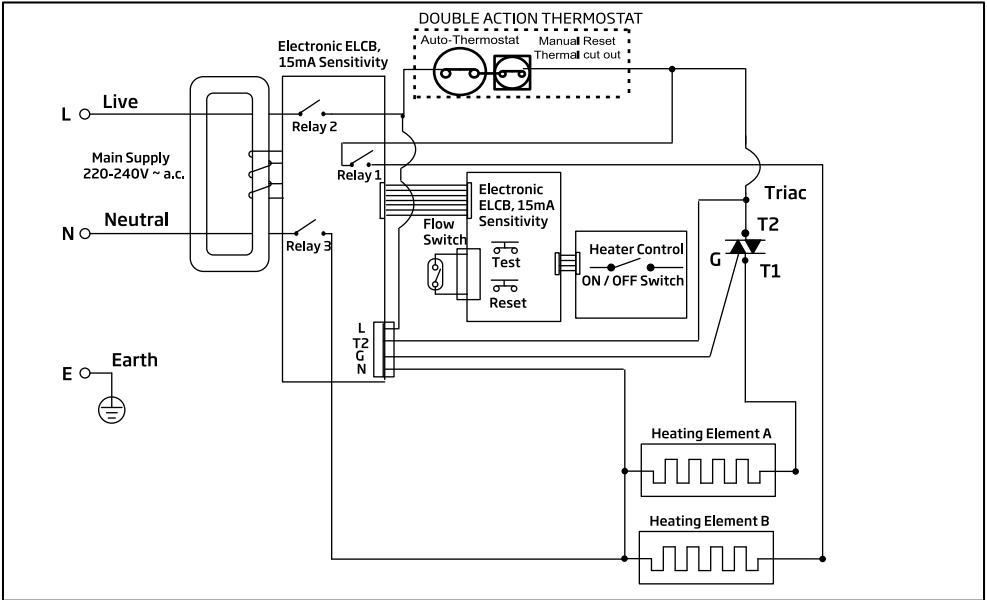 DOUBLE ACTION THERMOSTAT
Auto-Thermostat
Manual Reset
Thermal cut out
Electronic ELCB,
15mA Sensitivity
L
Live
Relay 2
Main Supply
220-240V ~ a.c.
Relay 1
N
Neutral
Relay 3
Electronic
ELCB, 15mA
Sensitivity
Flow
Switch
Test
Reset
Heater Control
ON / OFF Switch
Triac
T2
G
T1
L
T2
G
N
E
Earth
Heating Element A
Heating Element B